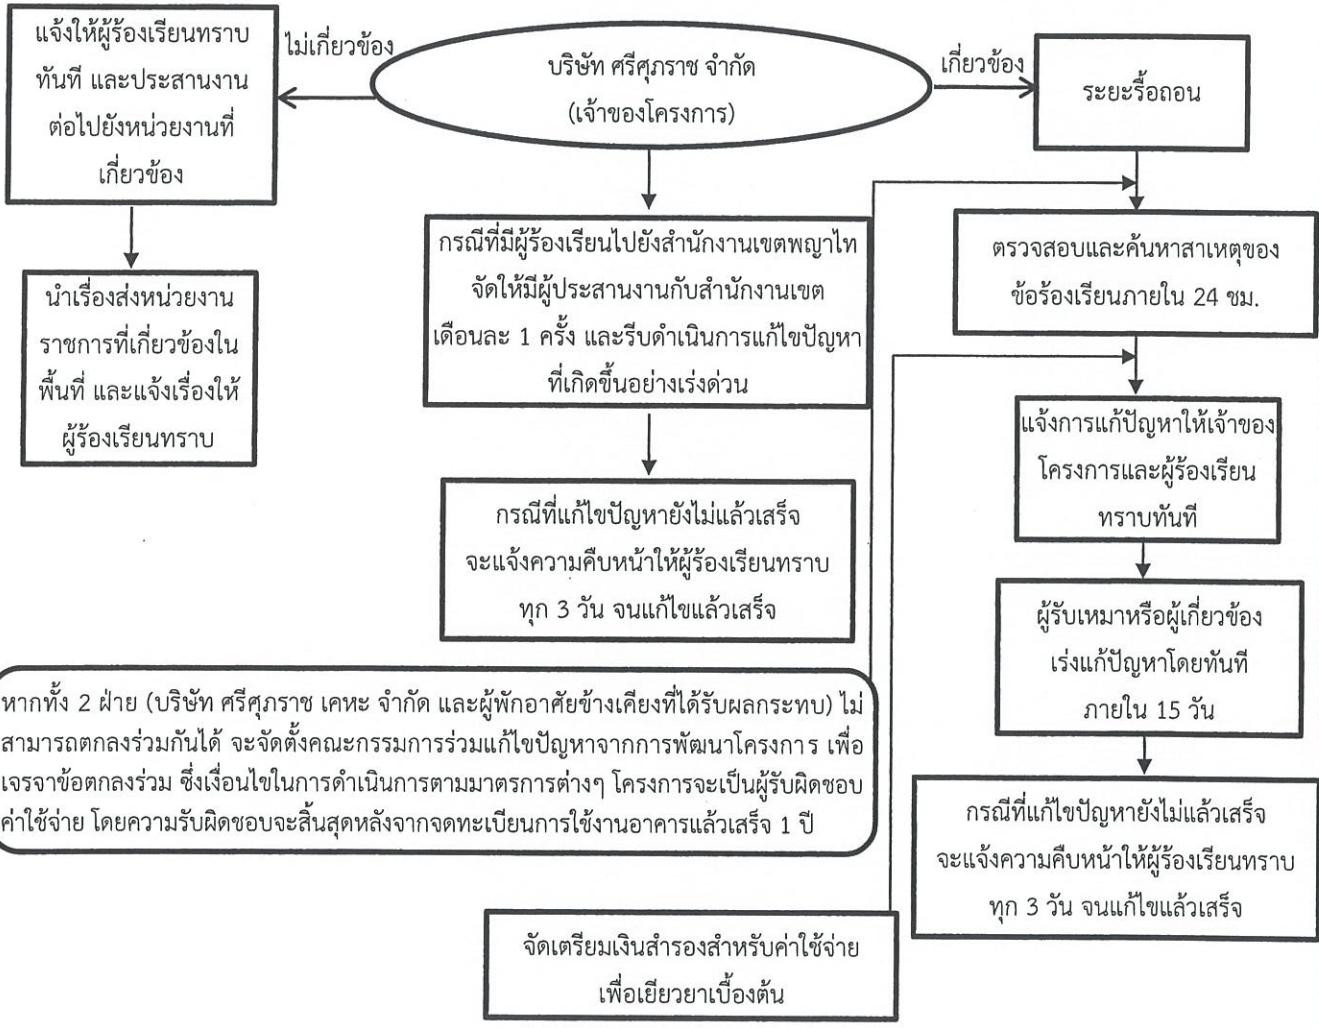 แจ้งให้ผู้ร้องเรียนทราบ
ทันที และประสานงาน
ต่อไปยังหน่วยงานที่
เกี่ยวข้อง
ไม่เกี่ยวข้อง
บริษัท ศรีศุภราช จำกัด
(เจ้าของโครงการ)
เกี่ยวข้อง
ระยะรื้อถอน
นำเรื่องส่งหน่วยงาน
ราชการที่เกี่ยวข้องใน
พื้นที่ และแจ้งเรื่องให้
ผู้ร้องเรียนทราบ
กรณีที่มีผู้ร้องเรียนไปยังสำนักงานเขตพญาไท
จัดให้มีผู้ประสานงานกับสำนักงานเขต
เดือนละ 1 ครั้ง และรีบดำเนินการแก้ไขปัญหา
ที่เกิดขึ้นอย่างเร่งด่วน
กรณีที่แก้ไขปัญหายังไม่แล้วเสร็จ
จะแจ้งความคืบหน้าให้ผู้ร้องเรียนทราบ
ทุก 3 วัน จนแก้ไขแล้วเสร็จ
ตรวจสอบและค้นหาสาเหตุของ
ข้อร้องเรียนภายใน 24 ชม.
แจ้งการแก้ปัญหาให้เจ้าของ
โครงการและผู้ร้องเรียน
ทราบทันที
ผู้รับเหมาหรือผู้เกี่ยวข้อง
เร่งแก้ปัญหาโดยทันที
ภายใน 15 วัน
กรณีที่แก้ไขปัญหายังไม่แล้วเสร็จ
จะแจ้งความคืบหน้าให้ผู้ร้องเรียนทราบ
ทุก 3 วัน จนแก้ไขแล้วเสร็จ
หากทั้ง 2 ฝ่าย (บริษัท ศรีศุภราช เคหะ จำกัด และผู้พักอาศัยข้างเคียงที่ได้รับผลกระทบ) ไม่
สามารถตกลงร่วมกันได้ จะจัดตั้งคณะกรรมการร่วมแก้ไขปัญหาจากการพัฒนาโครงการ เพื่อ
เจรจาข้อตกลงร่วม ซึ่งเงื่อนไขในการดำเนินการตามมาตรการต่างๆ โครงการจะเป็นผู้รับผิดชอบ
ค่าใช้จ่าย โดยความรับผิดชอบจะสิ้นสุดหลังจากจดทะเบียนการใช้งานอาคารแล้วเสร็จ 1 ปี
จัดเตรียมเงินสำรองสำหรับค่าใช้จ่าย
เพื่อเยียวยาเบื้องต้น